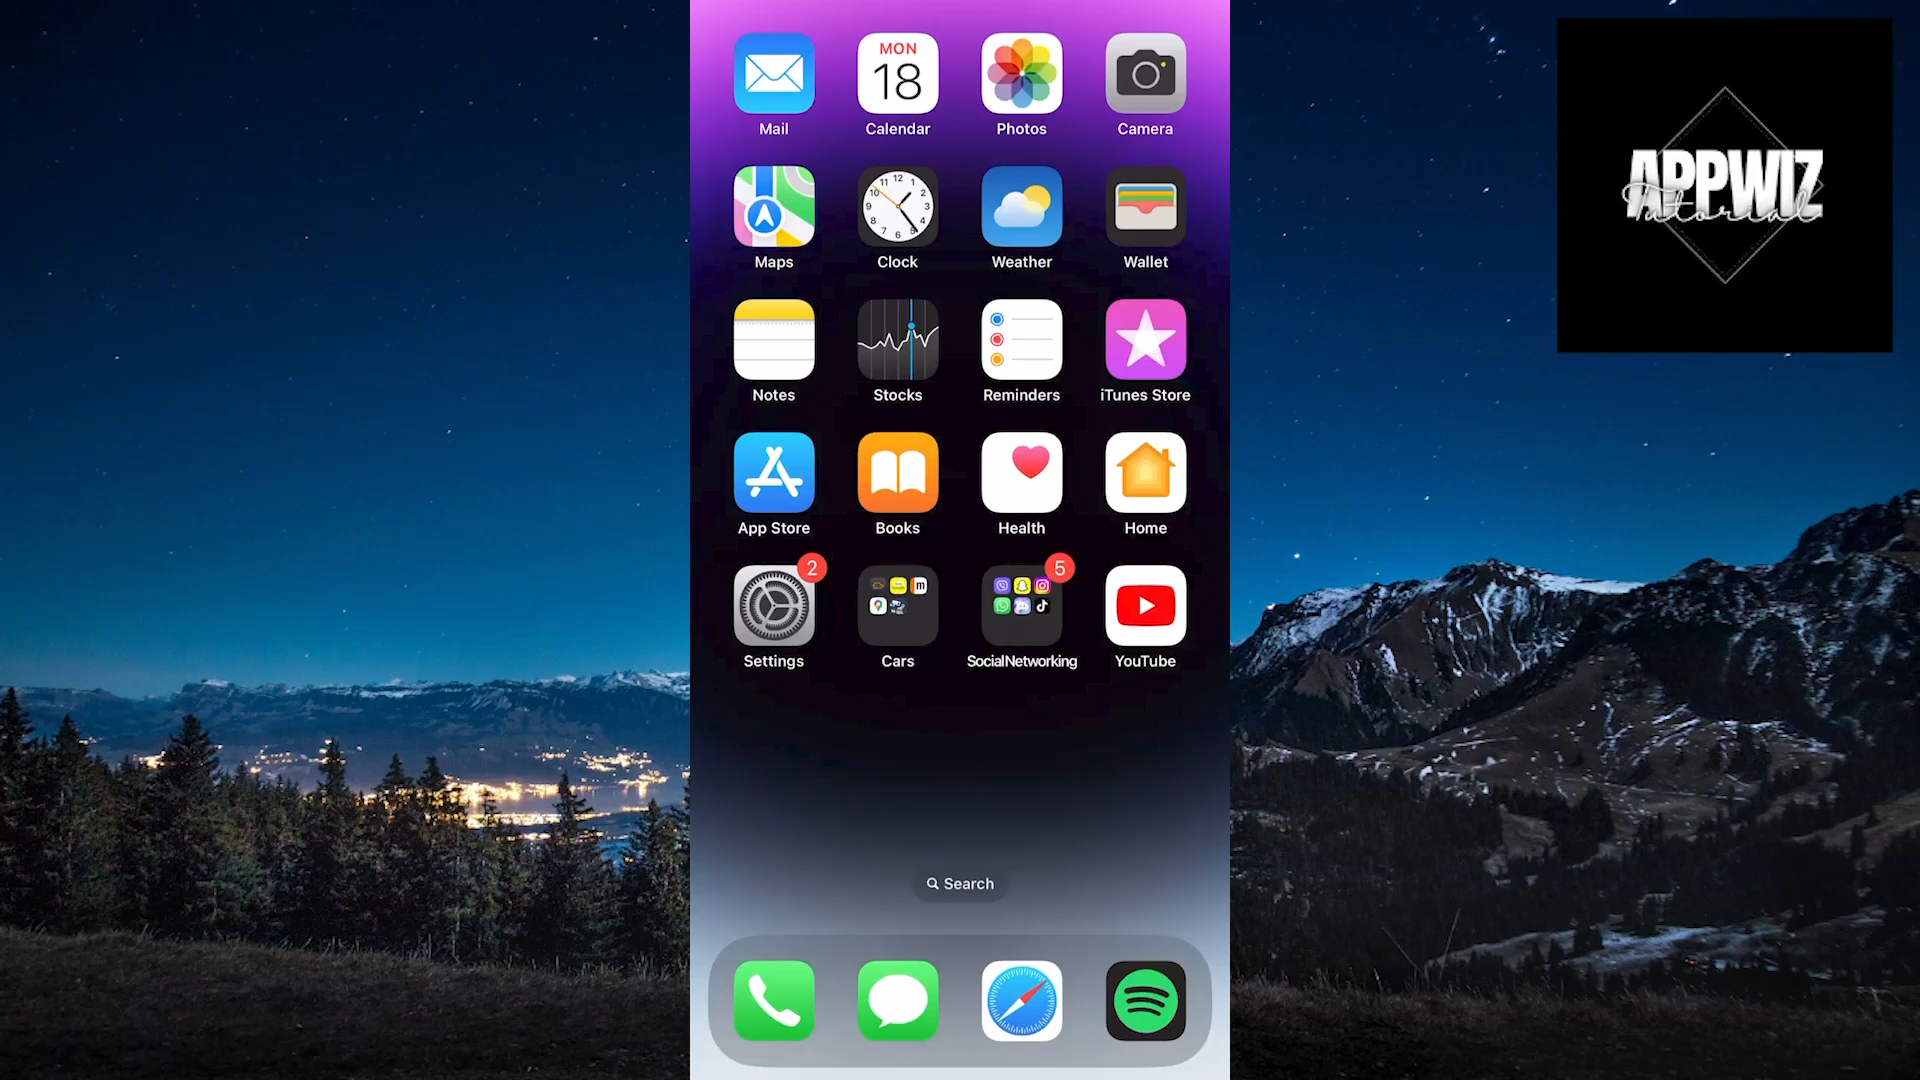 APPWIZ
Tutorial
MON
18
Mail
Calendar
Photos
Camera
Maps
Clock
Weather
Wallet
Notes
Stocks
Reminders
iTunes Store
App Store
Books
Health
Home
2
5
Settings
Cars
SocialNetworking
YouTube
Search